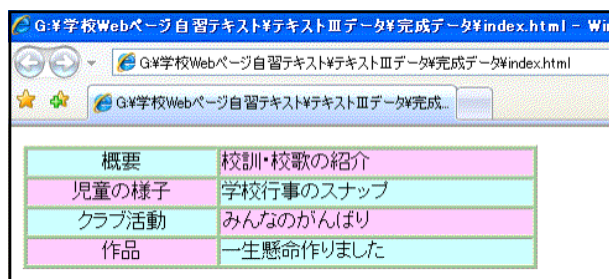 G:¥学校Webページ自習テキスト¥テキストⅢデータ¥完成データ¥index.html - Wi
G:¥学校Webページ自習テキスト¥テキストⅢデータ¥完成データ¥index.html
G:¥学校Webページ自習テキスト¥テキストⅢデータ¥完成...
概要 校訓・校歌の紹介
児童の様子 学校行事のスナップ
クラブ活動 みんなのがんばり
作品 一生懸命作りました